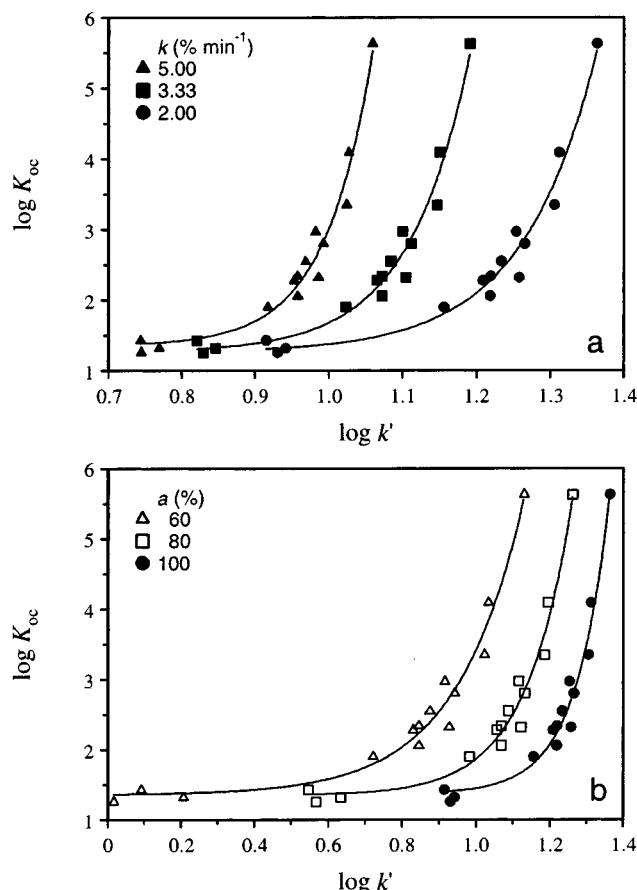 6
5
4
3
2
1
log K_oc
k (% min⁻¹)
▲ 5.00
■ 3.33
● 2.00
a
0.7 0.8 0.9 1.0 1.1 1.2 1.3 1.4
log k'
6
5
4
3
2
1
log K_oc
a (%)
△ 60
□ 80
● 100
b
0 0.2 0.4 0.6 0.8 1.0 1.2 1.4
log k'